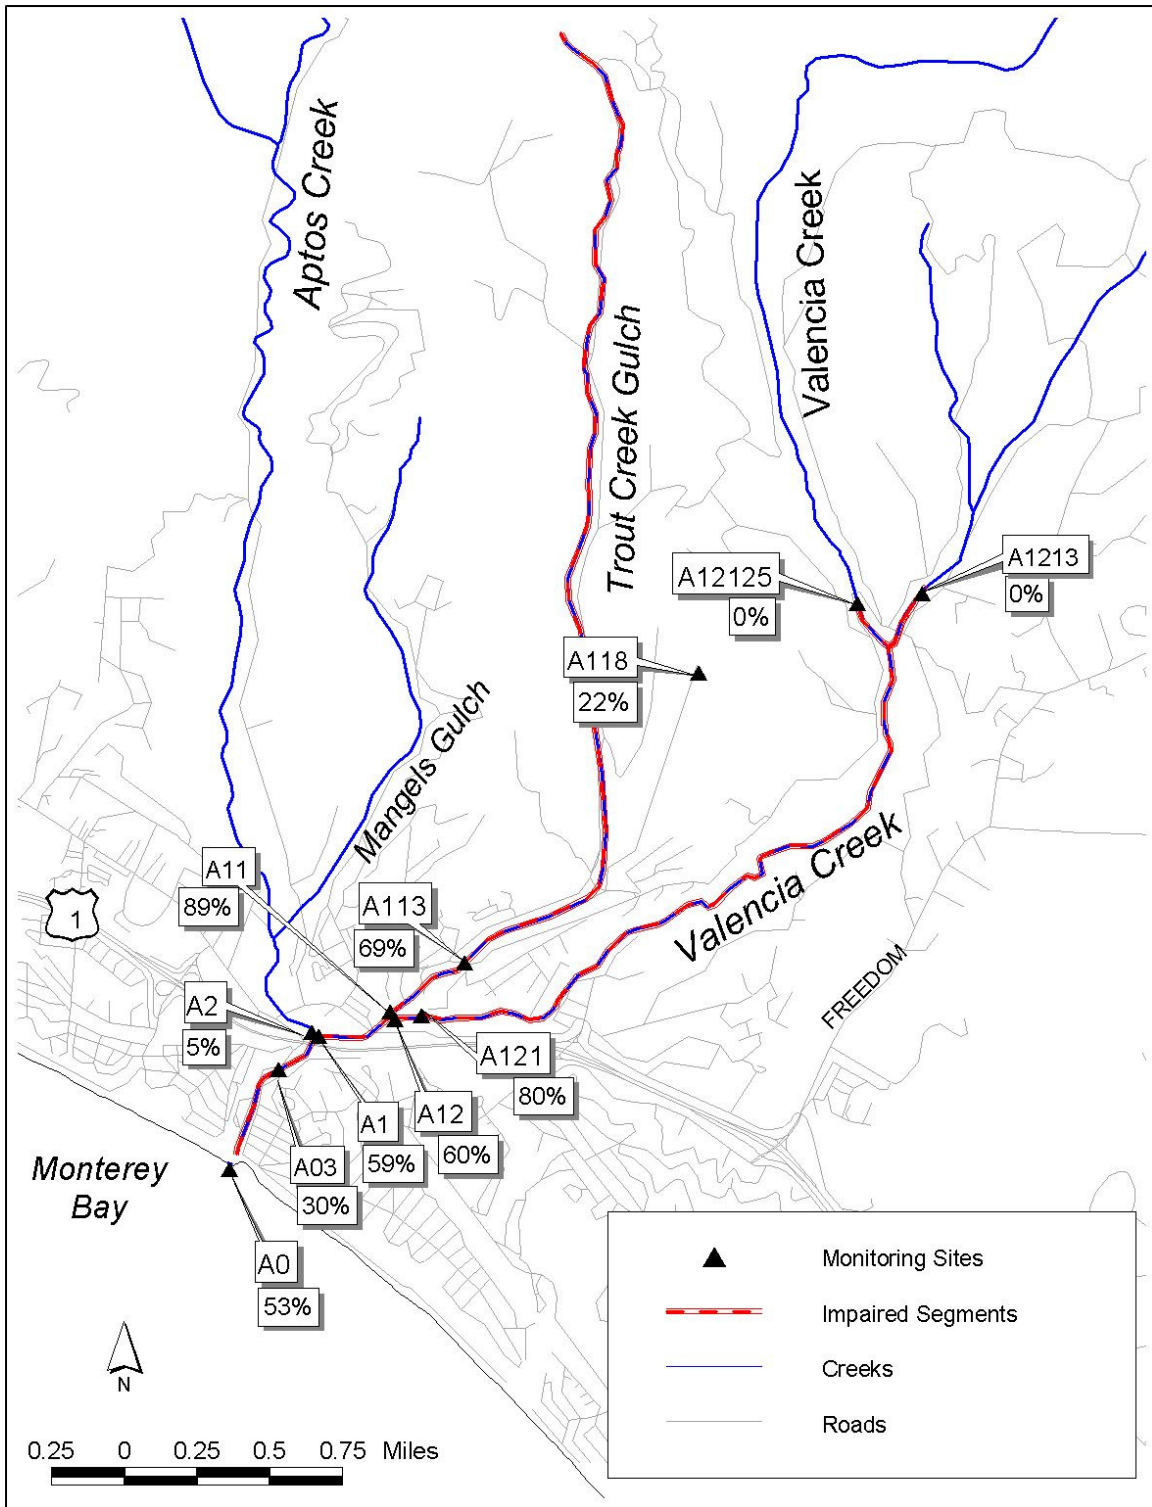 Aptos Creek
Valencia Creek
Trout Creek Gulch
A12125
0%
A1213
0%
A118
22%
Mangels Gulch
A11
89%
1
A113
69%
Valencia Creek
FREEDOM
A2
5%
A121
80%
A1
59%
A12
60%
A03
30%
Monterey
Bay
A0
53%
Monitoring Sites
Impaired Segments
Creeks
Roads
N
0.25 0 0.25 0.5 0.75 Miles